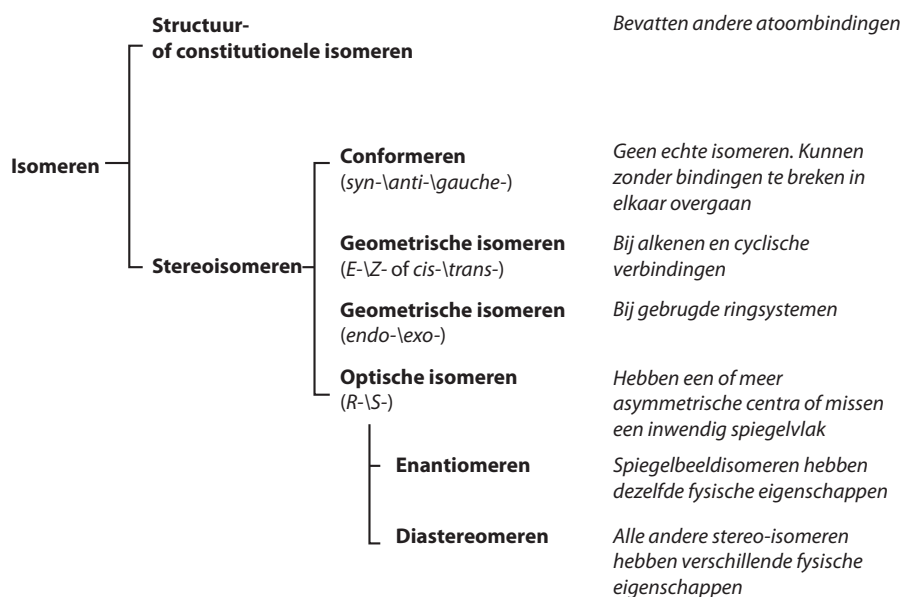 Structuur-
of constitutionele isomeren
Bevatten andere atoombindingen
Isomeren
Stereoisomeren
Conformeren
(syn-\anti-\gauche-)
Geen echte isomeren. Kunnen
zonder bindingen te breken in
elkaar overgaan
Geometrische isomeren
(E-\Z- of cis-\trans-)
Bij alkenen en cyclische
verbindingen
Geometrische isomeren
(endo-\exo-)
Bij gebrugde ringsystemen
Optische isomeren
(R-\S-)
Hebben een of meer
asymmetrische centra of missen
een inwendig spiegelvlak
Enantiomeren
Spiegelbeeldisomeren hebben
dezelfde fysische eigenschappen
Diastereomeren
Alle andere stereo-isomeren
hebben verschillende fysische
eigenschappen